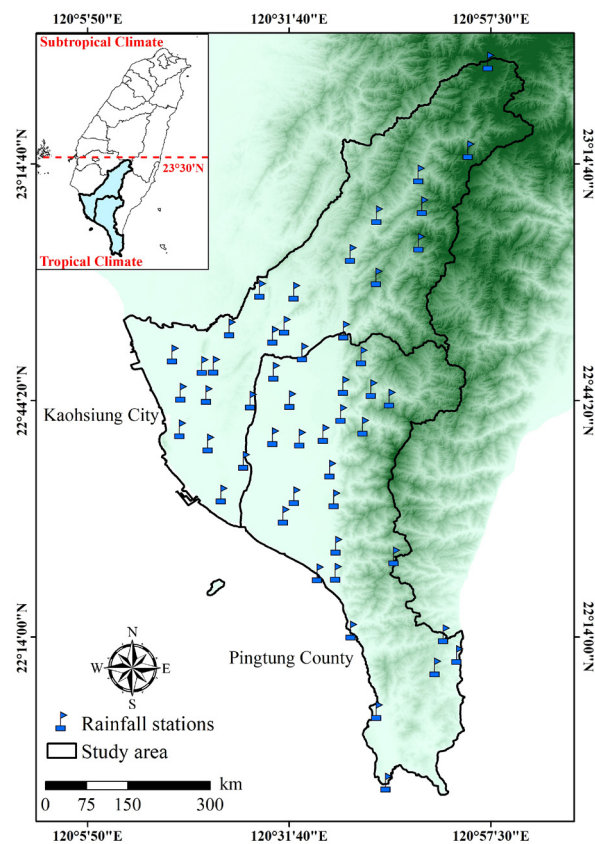 120°5'50"E
120°31'40"E
120°57'30"E
Subtropical Climate
23°30'N
Tropical Climate
23°14'40"N
23°14'40"N
22°44'20"N
22°44'20"N
Kaohsiung City
22°14'00"N
22°14'00"N
Pingtung County
N
W
E
S
Rainfall stations
Study area
km
0
75
150
300
120°5'50"E
120°31'40"E
120°57'30"E